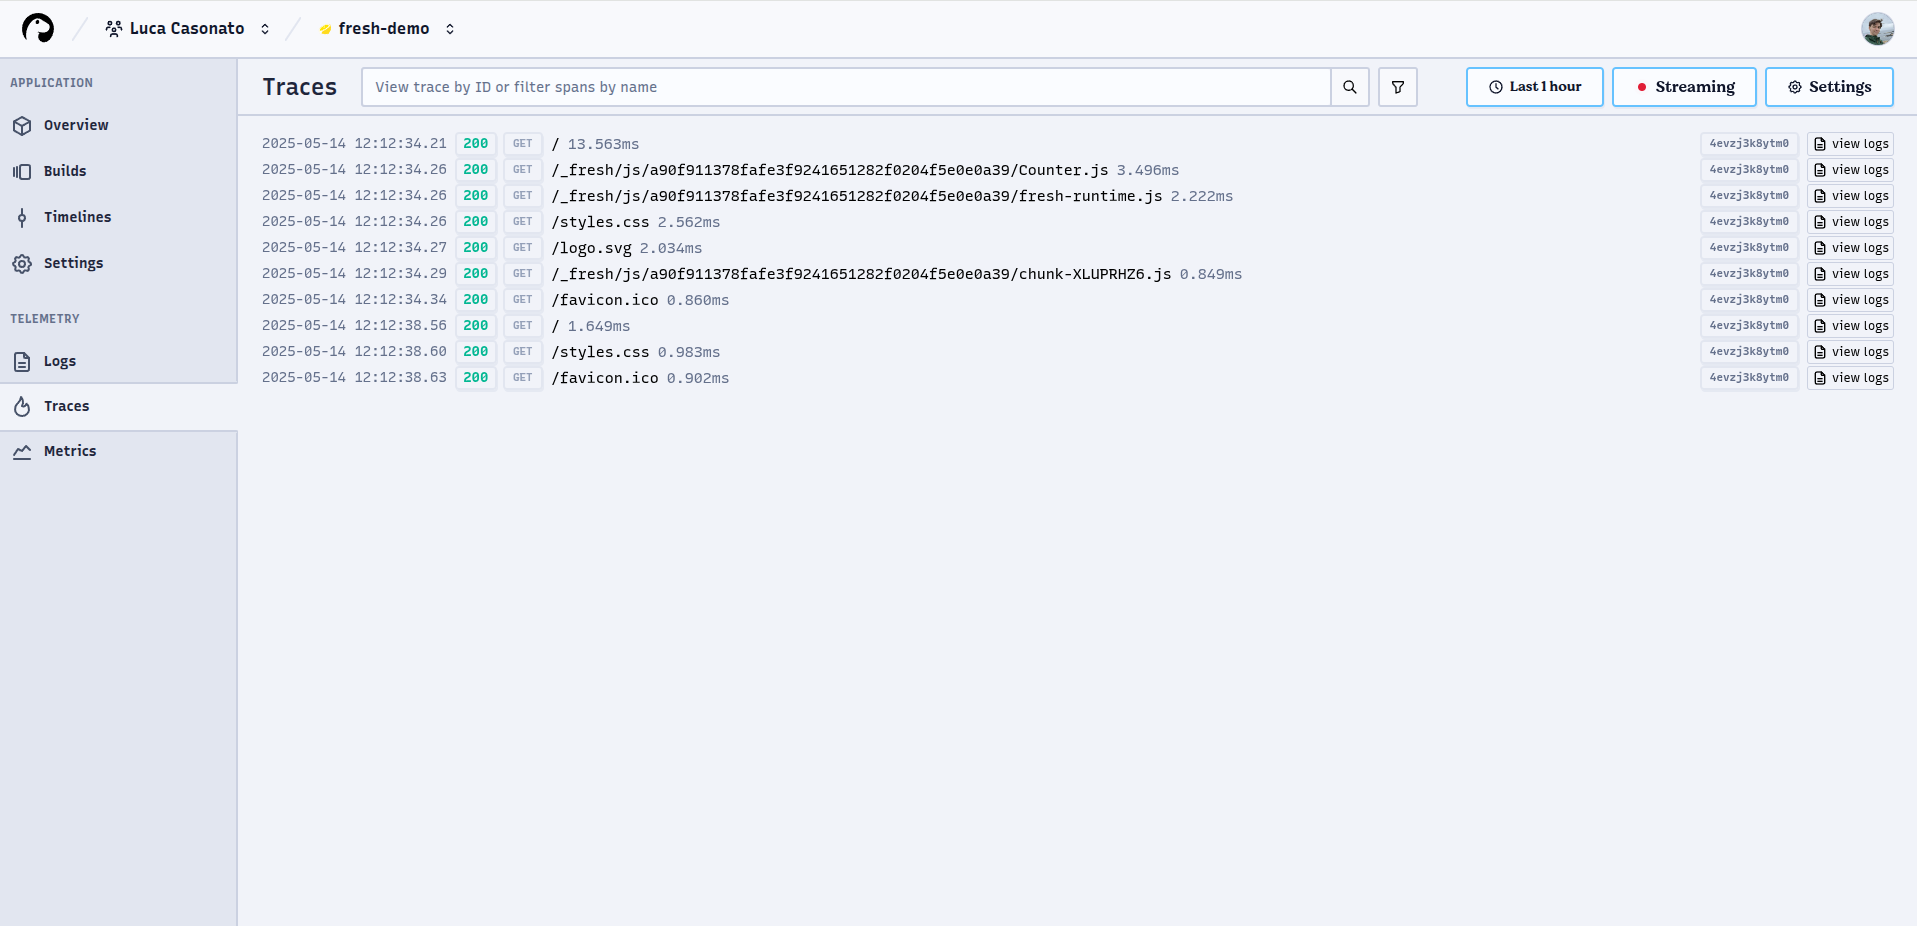 Luca Casonato fresh-demo
APPLICATION
Overview
Builds
Timelines
Settings
TELEMETRY
Logs
Traces
Metrics
Traces View trace by ID or filter spans by name Last 1 hour Streaming Settings
2025-05-14 12:12:34.21 200 GET / 13.563ms 4evzj3k8ytm0 view logs
2025-05-14 12:12:34.26 200 GET /_fresh/js/a90f911378fafe3f9241651282f0204f5e0e0a39/Counter.js 3.496ms 4evzj3k8ytm0 view logs
2025-05-14 12:12:34.26 200 GET /_fresh/js/a90f911378fafe3f9241651282f0204f5e0e0a39/fresh-runtime.js 2.222ms 4evzj3k8ytm0 view logs
2025-05-14 12:12:34.26 200 GET /styles.css 2.562ms 4evzj3k8ytm0 view logs
2025-05-14 12:12:34.27 200 GET /logo.svg 2.034ms 4evzj3k8ytm0 view logs
2025-05-14 12:12:34.29 200 GET /_fresh/js/a90f911378fafe3f9241651282f0204f5e0e0a39/chunk-XLUPRHZ6.js 0.849ms 4evzj3k8ytm0 view logs
2025-05-14 12:12:34.34 200 GET /favicon.ico 0.860ms 4evzj3k8ytm0 view logs
2025-05-14 12:12:38.56 200 GET / 1.649ms 4evzj3k8ytm0 view logs
2025-05-14 12:12:38.60 200 GET /styles.css 0.983ms 4evzj3k8ytm0 view logs
2025-05-14 12:12:38.63 200 GET /favicon.ico 0.902ms 4evzj3k8ytm0 view logs